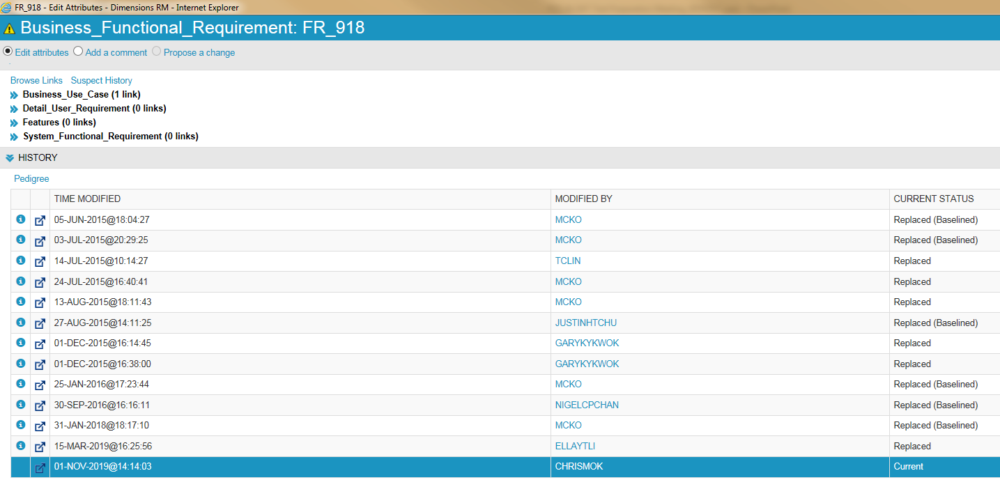 FR_918 - Edit Attributes - Dimensions RM - Internet Explorer
Business_Functional_Requirement: FR_918
Edit attributes Add a comment Propose a change
Browse Links Suspect History
Business_Use_Case (1 link)
Detail_User_Requirement (0 links)
Features (0 links)
System_Functional_Requirement (0 links)
HISTORY
Pedigree
TIME MODIFIED MODIFIED BY CURRENT STATUS
05-JUN-2015@18:04:27 MCKO Replaced (Baselined)
03-JUL-2015@20:29:25 MCKO Replaced (Baselined)
14-JUL-2015@10:14:27 TCLIN Replaced
24-JUL-2015@16:40:41 MCKO Replaced
13-AUG-2015@18:11:43 MCKO Replaced
27-AUG-2015@14:11:25 JUSTINHTCHU Replaced (Baselined)
01-DEC-2015@16:14:45 GARYKYKWOK Replaced
01-DEC-2015@16:38:00 GARYKYKWOK Replaced
25-JAN-2016@17:23:44 MCKO Replaced (Baselined)
30-SEP-2016@16:16:11 NIGELCPCHAN Replaced (Baselined)
31-JAN-2018@18:17:10 MCKO Replaced (Baselined)
15-MAR-2019@16:25:56 ELLAYTLI Replaced
01-NOV-2019@14:14:03 CHRISMOK Current